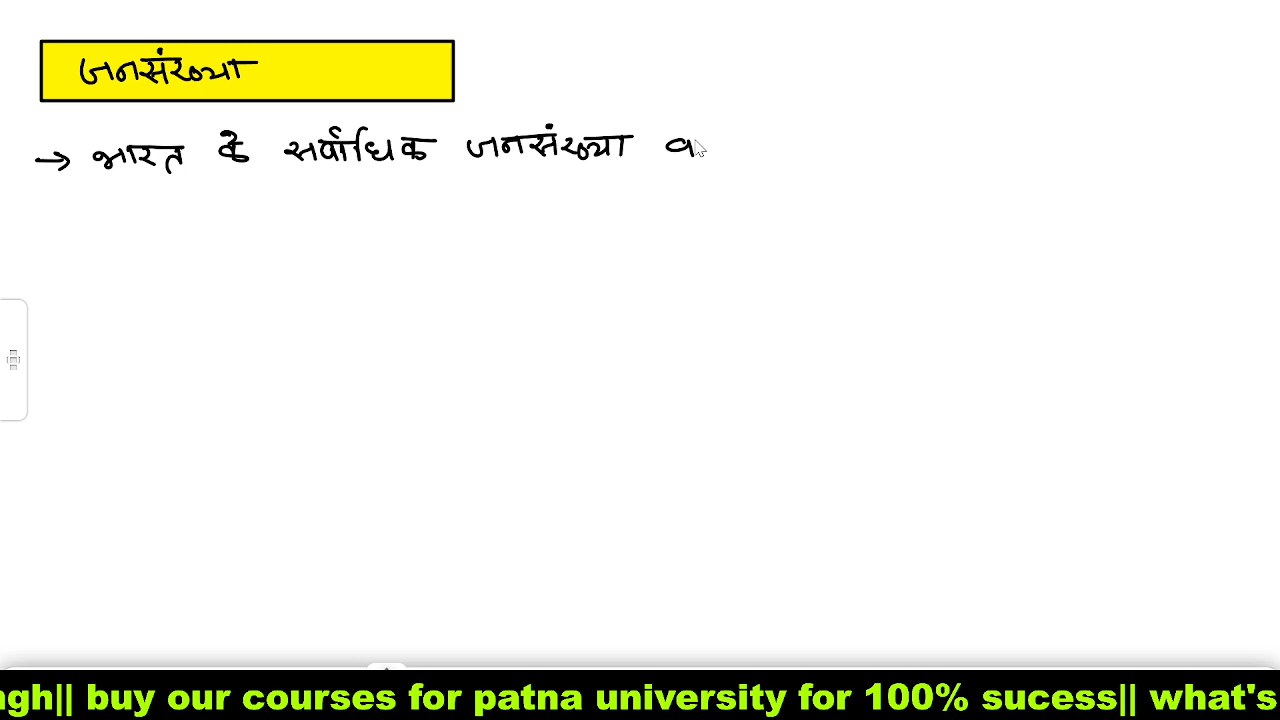 जनसंख्या
→ भारत के सर्वाधिक जनसंख्या
ngh|| buy our courses for patna university for 100% sucess|| what's